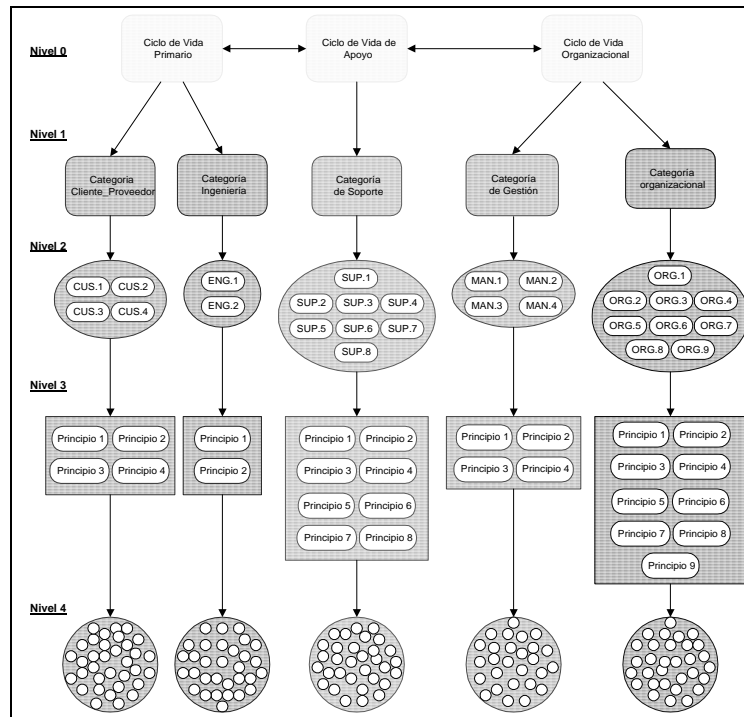 Nivel 0
Ciclo de Vida
Primario
Ciclo de Vida de
Apoyo
Ciclo de Vida
Organizacional
Nivel 1
Categoría
Cliente_Proveedor
Categoría
Ingeniería
Categoría
de Soporte
Categoría
de Gestión
Categoría
organizacional
Nivel 2
CUS.1 CUS.2
CUS.3 CUS.4
ENG.1
ENG.2
SUP.1
SUP.2 SUP.3 SUP.4
SUP.5 SUP.6 SUP.7
SUP.8
MAN.1 MAN.2
MAN.3 MAN.4
ORG.1
ORG.2 ORG.3 ORG.4
ORG.5 ORG.6 ORG.7
ORG.8 ORG.9
Nivel 3
Principio 1 Principio 2
Principio 3 Principio 4
Principio 1
Principio 2
Principio 1 Principio 2
Principio 3 Principio 4
Principio 5 Principio 6
Principio 7 Principio 8
Principio 1 Principio 2
Principio 3 Principio 4
Principio 1 Principio 2
Principio 3 Principio 4
Principio 5 Principio 6
Principio 7 Principio 8
Principio 9
Nivel 4